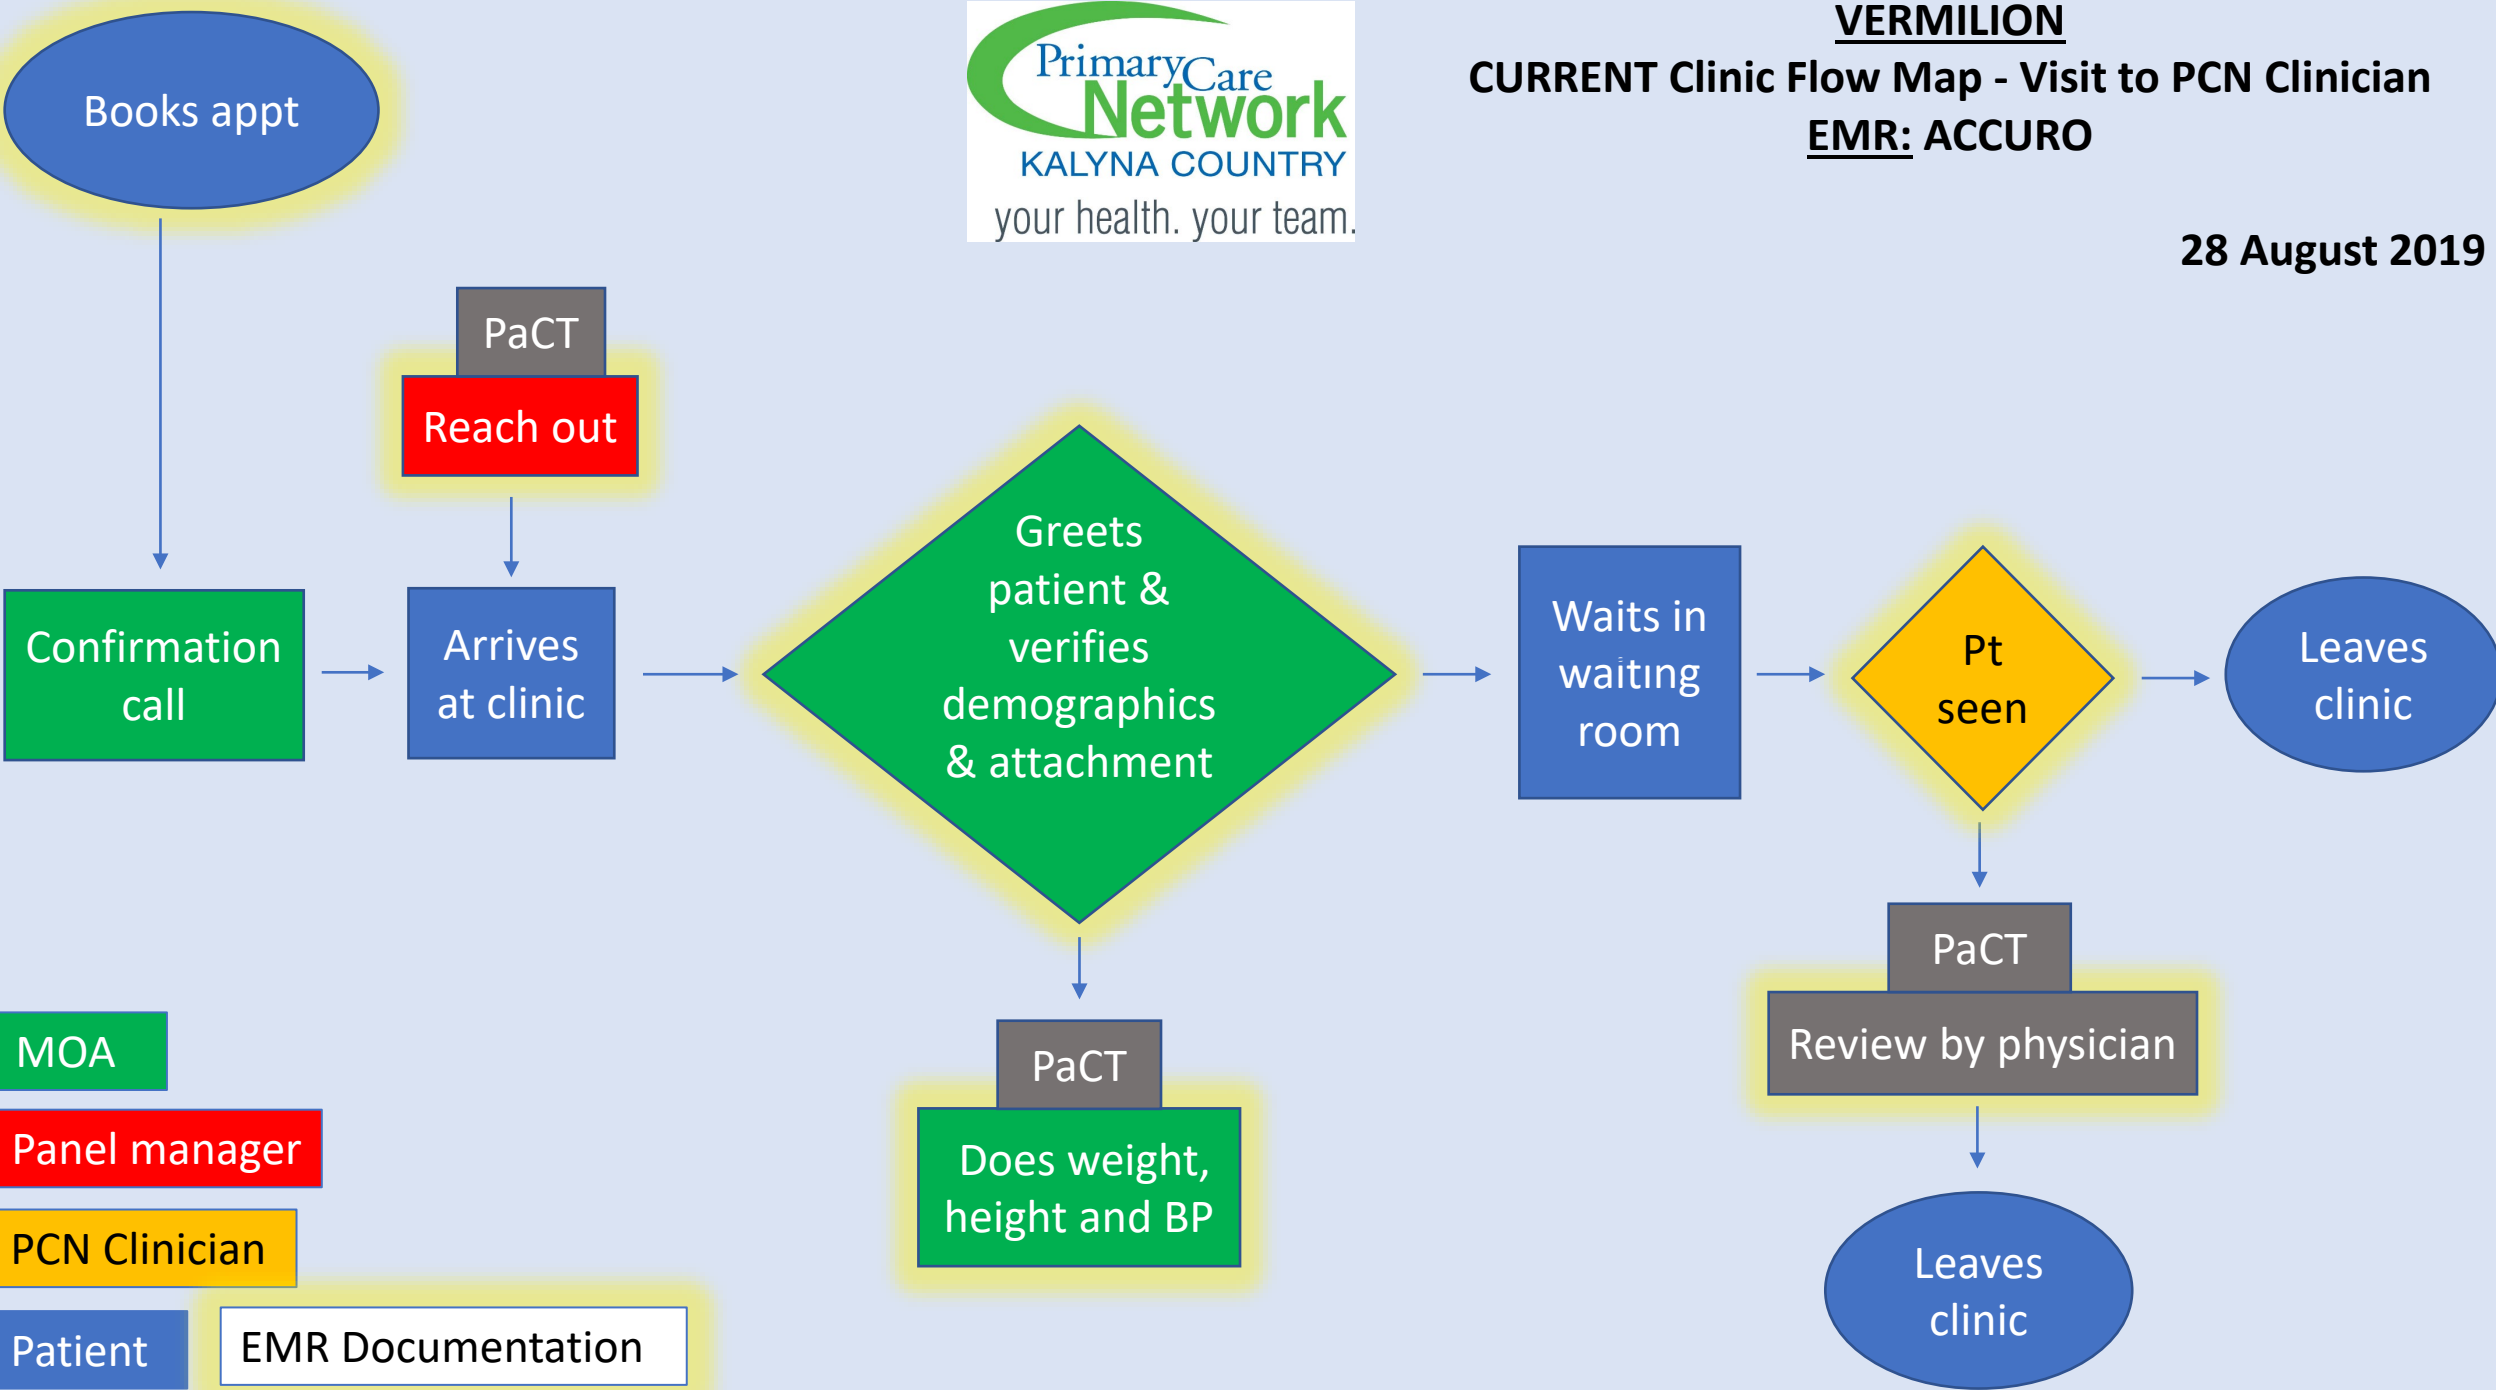 Books appt
Primary Care
Network
KALYNA COUNTRY
your health. your team.
VERMILION
CURRENT Clinic Flow Map - Visit to PCN Clinician
EMR: ACCURO
28 August 2019
PaCT
Reach out
Confirmation
call
Arrives
at clinic
Greets
patient &
verifies
demographics
& attachment
Waits in
waiting
room
Pt
seen
Leaves
clinic
PaCT
Does weight,
height and BP
PaCT
Review by physician
Leaves
clinic
MOA
Panel manager
PCN Clinician
Patient
EMR Documentation